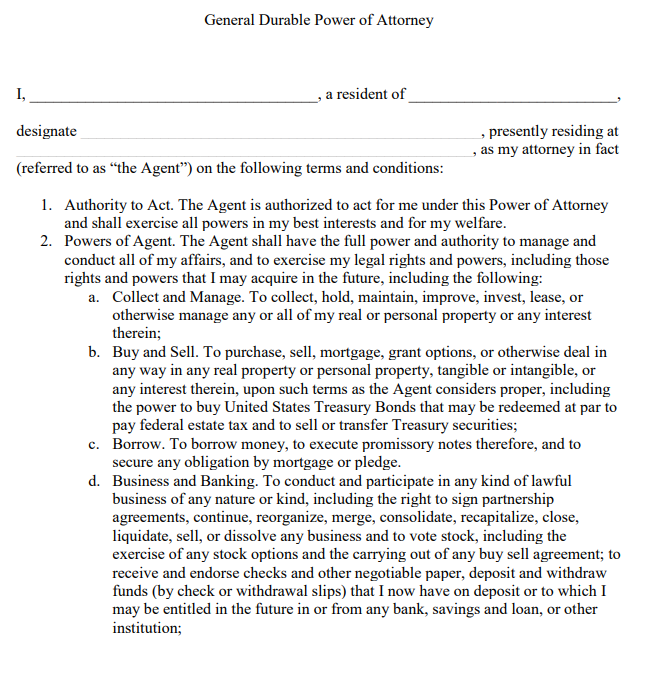 General Durable Power of Attorney
I, ______________________________________, a resident of ____________________________,
designate ______________________________________________________, presently residing at
_____________________________________________________________, as my attorney in fact
(referred to as “the Agent”) on the following terms and conditions:
1. Authority to Act. The Agent is authorized to act for me under this Power of Attorney
and shall exercise all powers in my best interests and for my welfare.
2. Powers of Agent. The Agent shall have the full power and authority to manage and
conduct all of my affairs, and to exercise my legal rights and powers, including those
rights and powers that I may acquire in the future, including the following:
a. Collect and Manage. To collect, hold, maintain, improve, invest, lease, or
otherwise manage any or all of my real or personal property or any interest
therein;
b. Buy and Sell. To purchase, sell, mortgage, grant options, or otherwise deal in
any way in any real property or personal property, tangible or intangible, or
any interest therein, upon such terms as the Agent considers proper, including
the power to buy United States Treasury Bonds that may be redeemed at par to
pay federal estate tax and to sell or transfer Treasury securities;
c. Borrow. To borrow money, to execute promissory notes therefore, and to
secure any obligation by mortgage or pledge.
d. Business and Banking. To conduct and participate in any kind of lawful
business of any nature or kind, including the right to sign partnership
agreements, continue, reorganize, merge, consolidate, recapitalize, close,
liquidate, sell, or dissolve any business and to vote stock, including the
exercise of any stock options and the carrying out of any buy sell agreement; to
receive and endorse checks and other negotiable paper, deposit and withdraw
funds (by check or withdrawal slips) that I now have on deposit or to which I
may be entitled in the future in or from any bank, savings and loan, or other
institution;